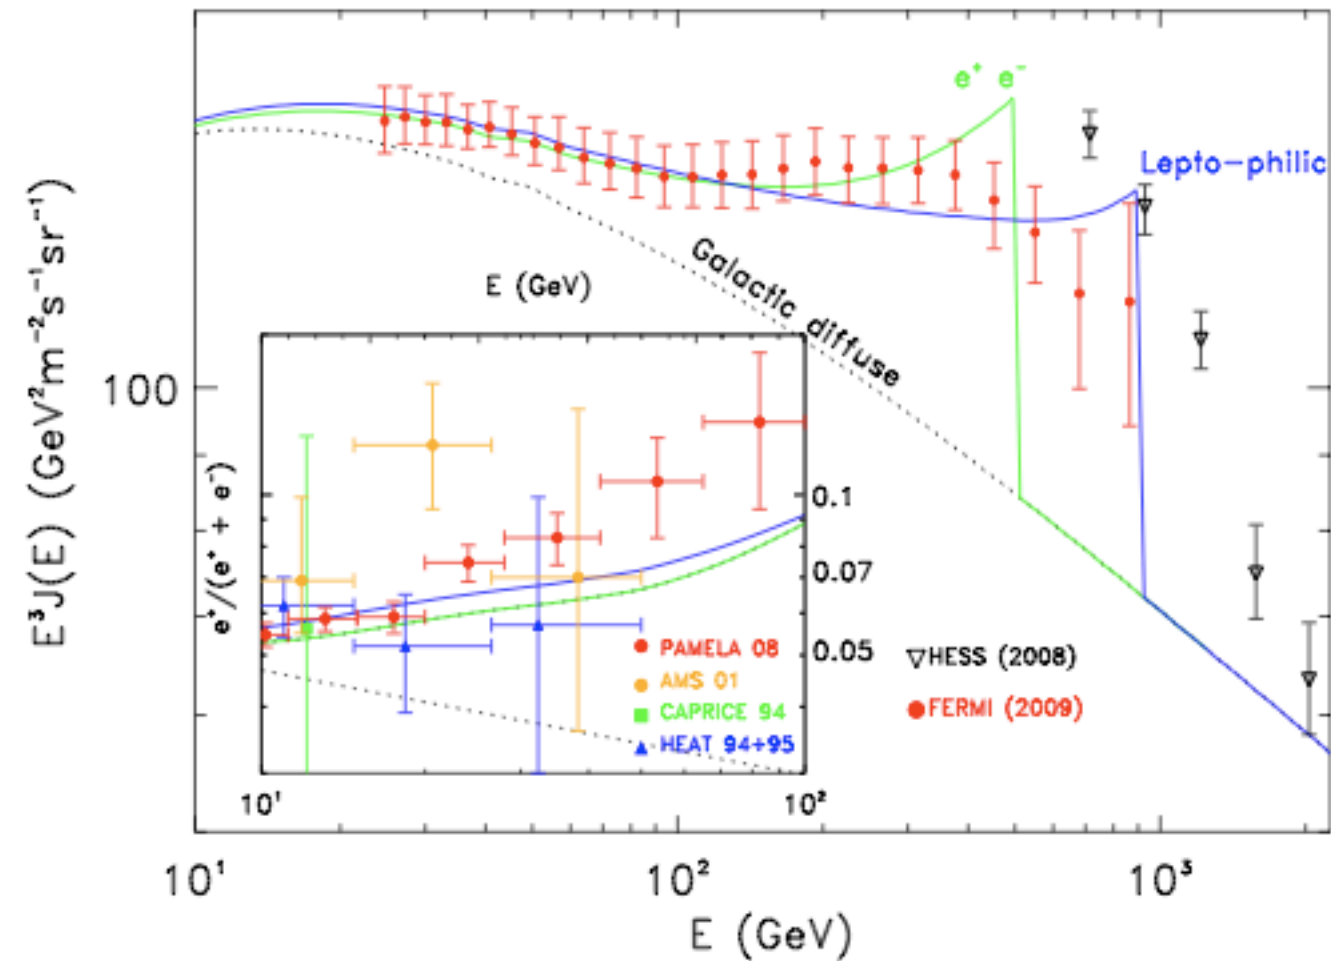 e⁺ e⁻
Lepto-philic
Galactic diffuse
E (GeV)
E³J(E) (GeV²m⁻²s⁻¹sr⁻¹)
100
e⁺/(e⁺ + e⁻)
0.1
0.07
0.05
PAMELA 08
AMS 01
CAPRICE 94
HEAT 94+95
HESS (2008)
FERMI (2009)
10¹ 10²
10¹ 10² 10³
E (GeV)